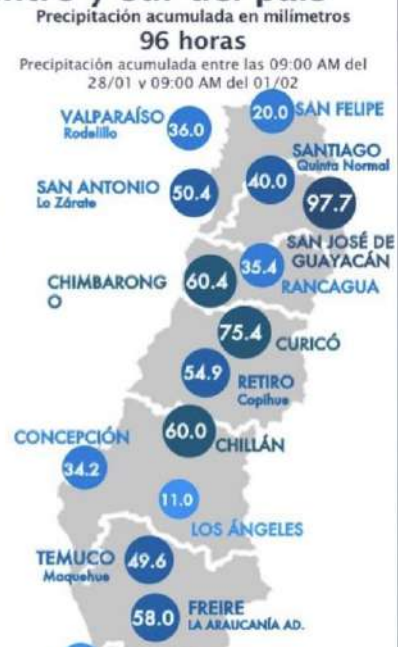 y sur del país
Precipitación acumulada en milímetros
96 horas
Precipitación acumulada entre las 09:00 AM del
28/01 y 09:00 AM del 01/02
VALPARAÍSO
Rodelillo
36.0
20.0
SAN FELIPE
SANTIAGO
Quinta Normal
40.0
SAN ANTONIO
Lo Zárate
50.4
97.7
SAN JOSÉ DE
GUAYACÁN
CHIMBARONG
O
60.4
35.4
RANCAGUA
75.4
CURICÓ
54.9
RETIRO
Copihue
60.0
CHILLÁN
CONCEPCIÓN
34.2
11.0
LOS ÁNGELES
TEMUCO
Maquehue
49.6
58.0
FREIRE
LA ARAUCANÍA AD.